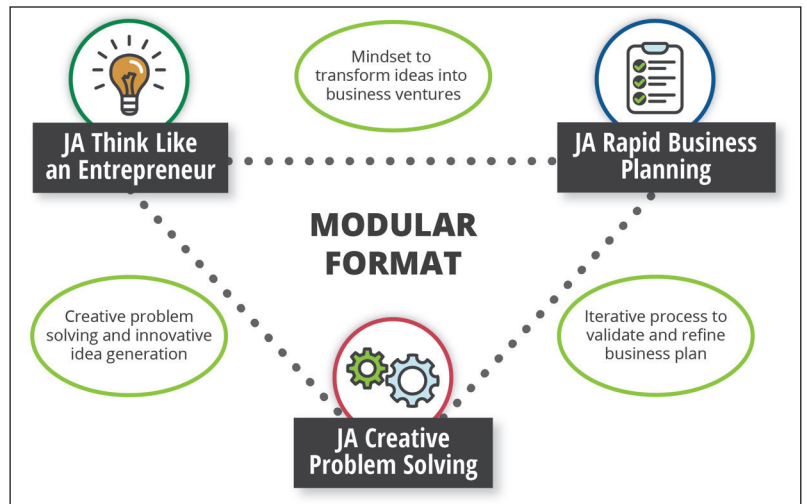 Mindset to
transform ideas into
business ventures
JA Think Like
an Entrepreneur
JA Rapid Business
Planning
MODULAR
FORMAT
Creative problem
solving and innovative
idea generation
Iterative process to
validate and refine
business plan
JA Creative
Problem Solving